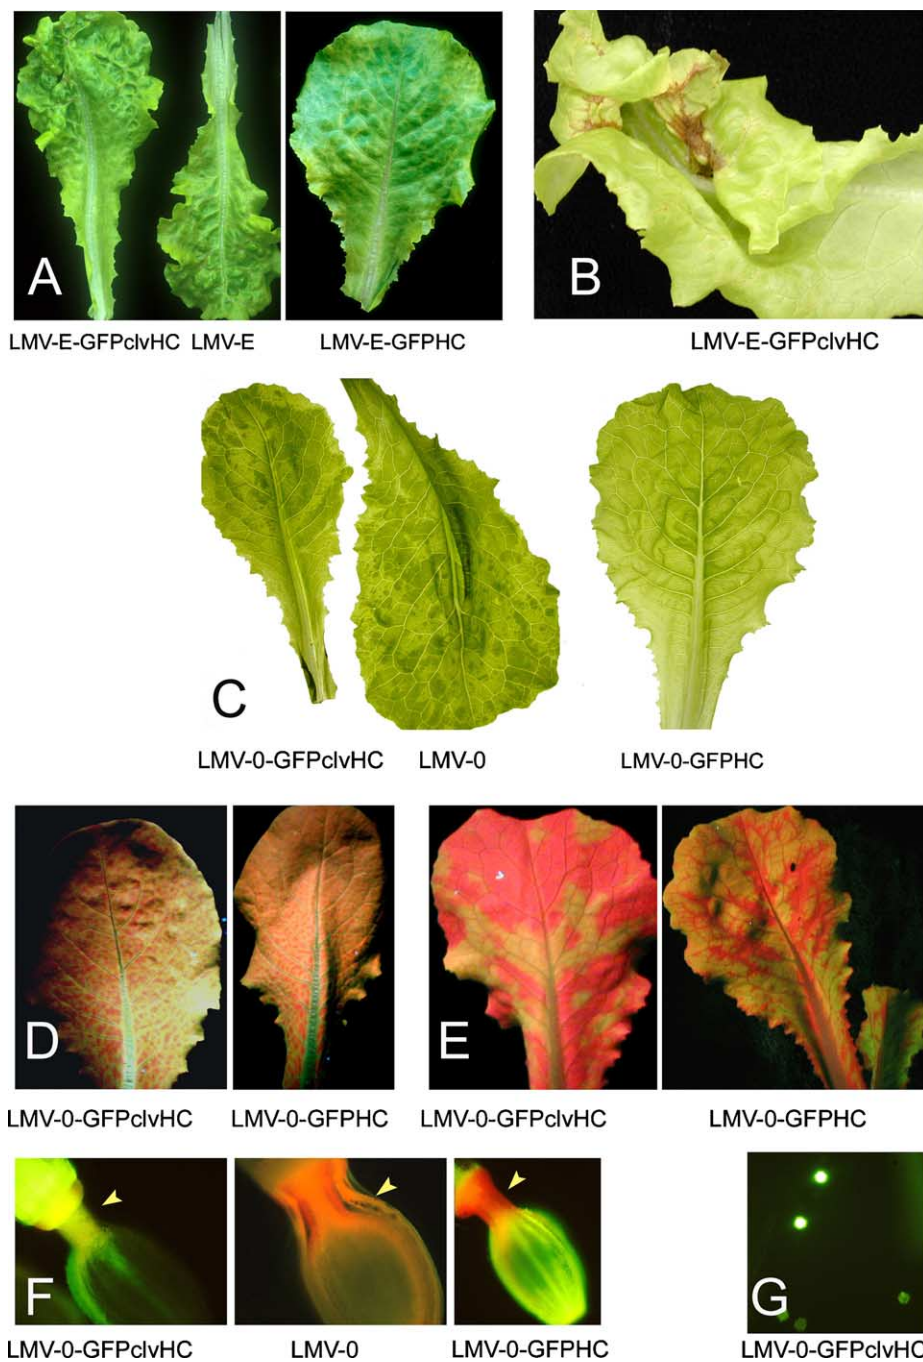 A
B
LMV-E-GFPclvHC LMV-E LMV-E-GFPHC LMV-E-GFPclvHC
C
LMV-0-GFPclvHC LMV-0 LMV-0-GFPHC
D
E
LMV-0-GFPclvHC LMV-0-GFPHC LMV-0-GFPclvHC LMV-0-GFPHC
F
G
LMV-0-GFPclvHC LMV-0 LMV-0-GFPHC LMV-0-GFPclvHC